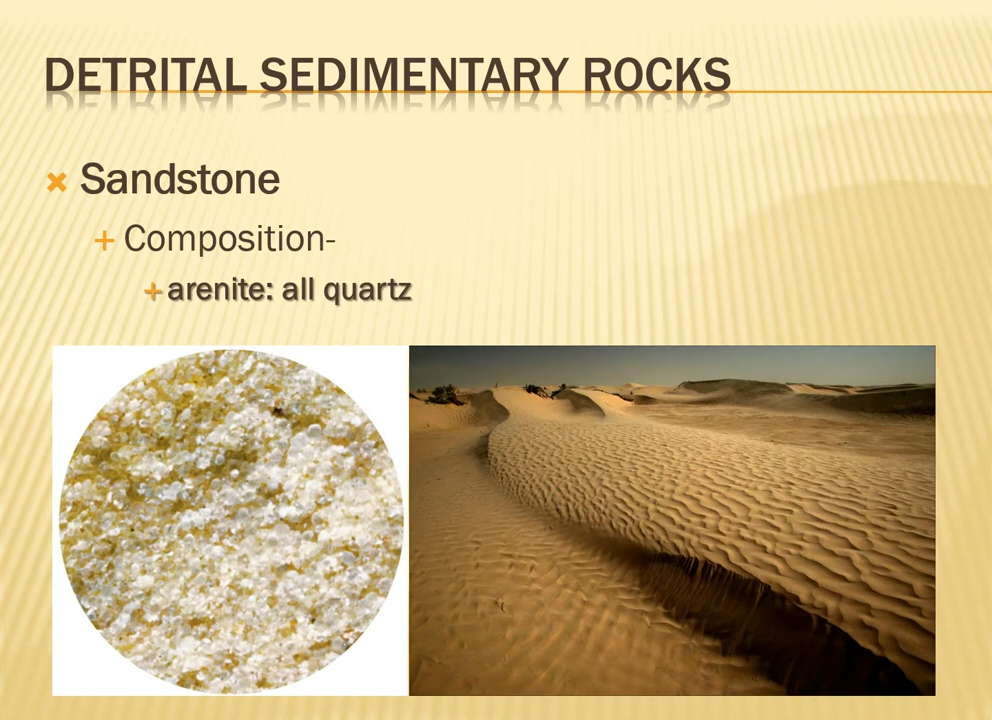 DETRITAL SEDIMENTARY ROCKS
Sandstone
Composition-
arenite: all quartz